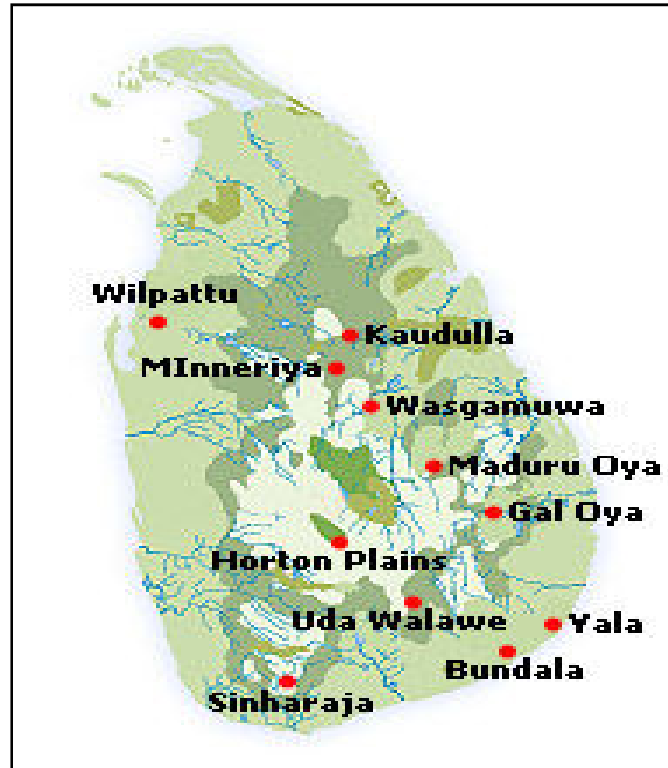 Wilpattu
Kaudulla
MInneriya
Wasgamuwa
Maduru Oya
Gal Oya
Horton Plains
Uda Walawe
Yala
Bundala
Sinharaja